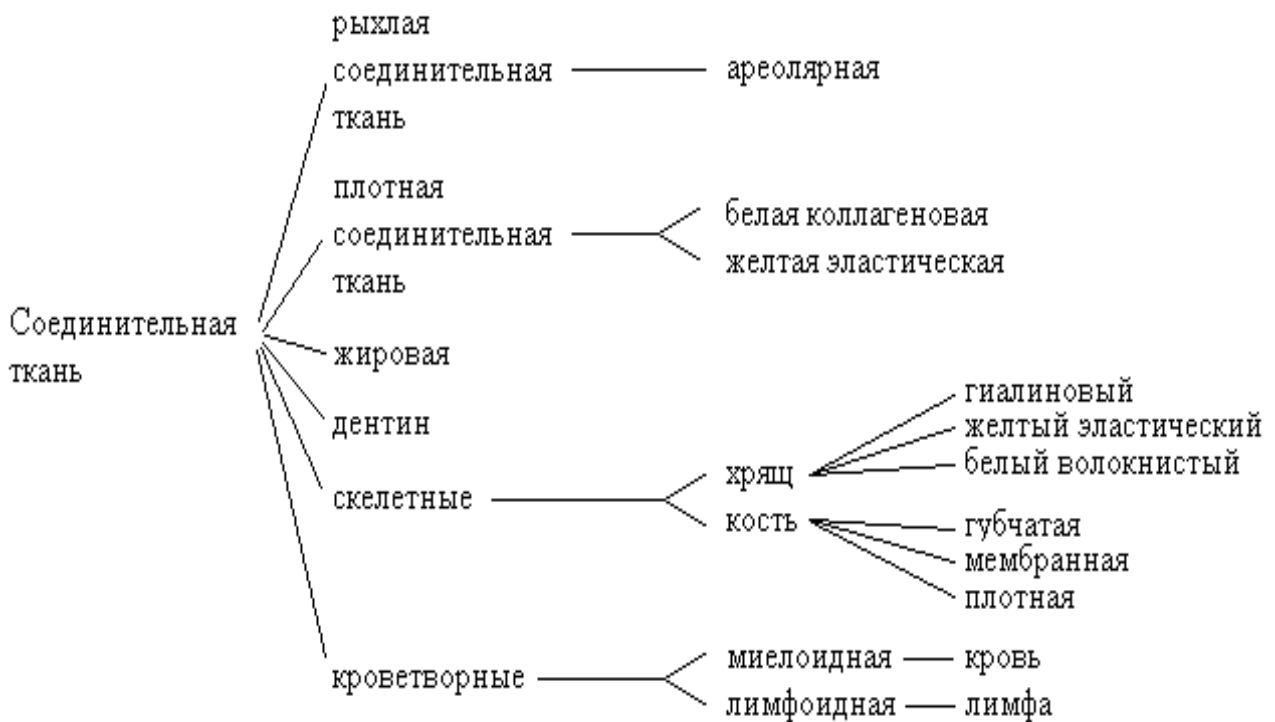 рыхлая
соединительная
ткань
ареолярная
плотная
соединительная
ткань
белая коллагеновая
желтая эластическая
Соединительная
ткань
жировая
дентин
скелетные
хрящ
кость
гиалиновый
желтый эластический
белый волокнистый
губчатая
мембранная
плотная
кроветворные
миелоидная
кровь
лимфоидная
лимфа